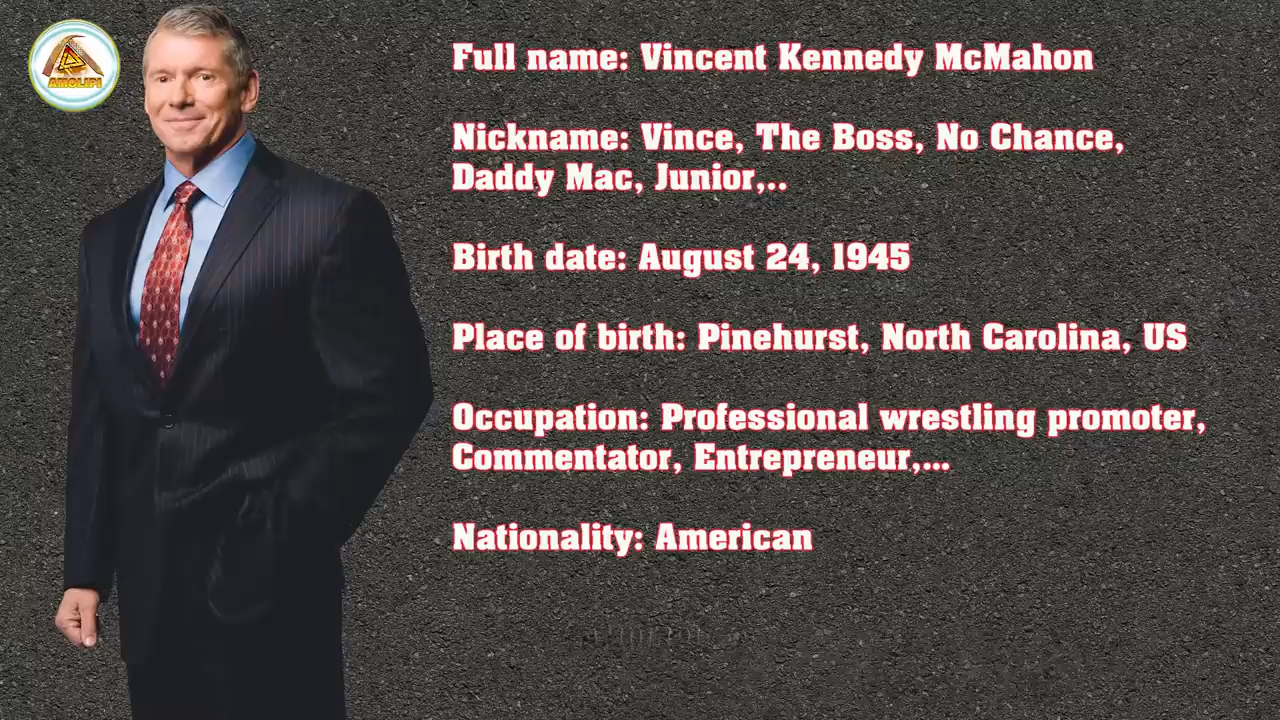 AMOLIPI
Full name: Vincent Kennedy McMahon
Nickname: Vince, The Boss, No Chance,
Daddy Mac, Junior,..
Birth date: August 24, 1945
Place of birth: Pinehurst, North Carolina, US
Occupation: Professional wrestling promoter,
Commentator, Entrepreneur,...
Nationality: American